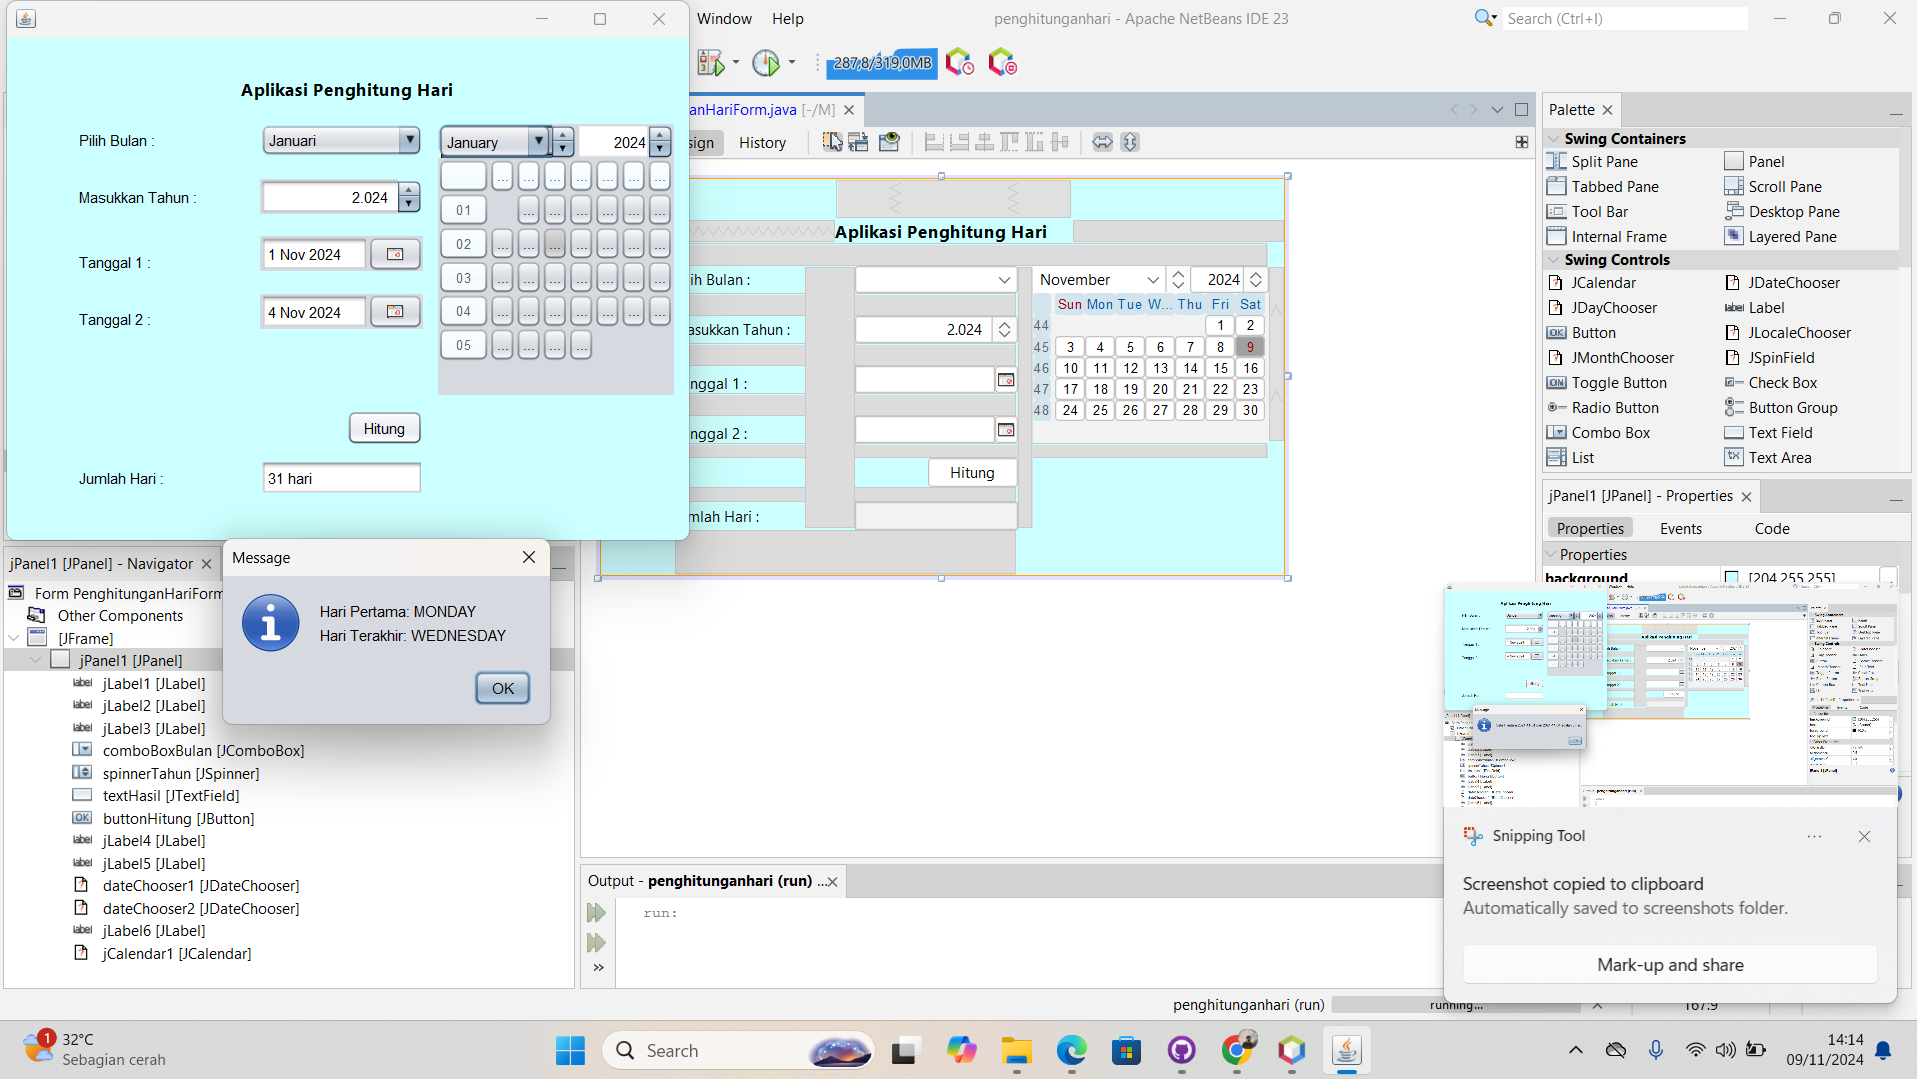 Window Help
penghitunganhari - Apache NetBeans IDE 23
Search (Ctrl+I)
287,8/319,0MB
Aplikasi Penghitung Hari
Pilih Bulan :
Januari
January
2024
Masukkan Tahun :
2.024
Tanggal 1 :
1 Nov 2024
Tanggal 2 :
4 Nov 2024
... ... ... ... ... ... ...
01 ... ... ... ... ... ...
02 ... ... ... ... ... ... ...
03 ... ... ... ... ... ... ...
04 ... ... ... ... ... ... ...
05 ... ... ... ...
Hitung
Jumlah Hari :
31 hari
Message
Hari Pertama: MONDAY
Hari Terakhir: WEDNESDAY
OK
anHariForm.java [-/M]
sign History
Aplikasi Penghitung Hari
ih Bulan :
November 2024
Sun Mon Tue W... Thu Fri Sat
44 1 2
45 3 4 5 6 7 8 9
46 10 11 12 13 14 15 16
47 17 18 19 20 21 22 23
48 24 25 26 27 28 29 30
asukkan Tahun :
2.024
nggal 1 :
nggal 2 :
Hitung
mlah Hari :
Palette
Swing Containers
Split Pane Panel
Tabbed Pane Scroll Pane
Tool Bar Desktop Pane
Internal Frame Layered Pane
Swing Controls
JCalendar JDateChooser
JDayChooser Label
Button JLocaleChooser
JMonthChooser JSpinField
Toggle Button Check Box
Radio Button Button Group
Combo Box Text Field
List Text Area
jPanel1 [JPanel] - Properties
Properties Events Code
Properties
background [204,255,255]
jPanel1 [JPanel] - Navigator
Form PenghitunganHariForm
Other Components
[JFrame]
jPanel1 [JPanel]
jLabel1 [JLabel]
jLabel2 [JLabel]
jLabel3 [JLabel]
comboBoxBulan [JComboBox]
spinnerTahun [JSpinner]
textHasil [JTextField]
buttonHitung [JButton]
jLabel4 [JLabel]
jLabel5 [JLabel]
dateChooser1 [JDateChooser]
dateChooser2 [JDateChooser]
jLabel6 [JLabel]
jCalendar1 [JCalendar]
Output - penghitunganhari (run) ...
run:
Snipping Tool
Screenshot copied to clipboard
Automatically saved to screenshots folder.
Mark-up and share
penghitunganhari (run)
running...
167:9
1
32°C
Sebagian cerah
Search
14:14
09/11/2024